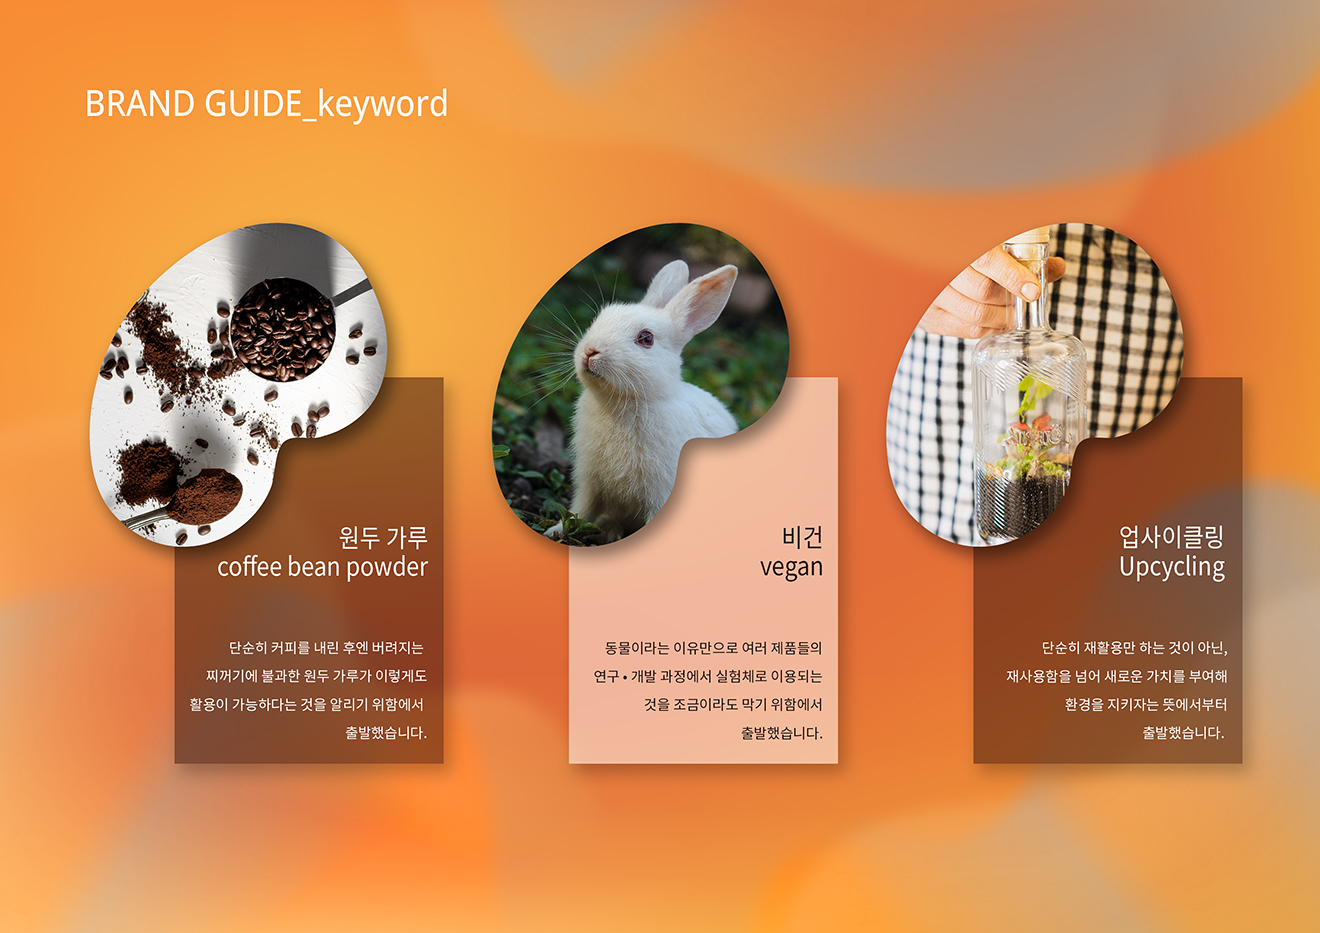 BRAND GUIDE_keyword
원두 가루
coffee bean powder
단순히 커피를 내린 후엔 버려지는
찌꺼기에 불과한 원두 가루가 이렇게도
활용이 가능하다는 것을 알리기 위함에서
출발했습니다.
비건
vegan
동물이라는 이유만으로 여러 제품들의
연구 • 개발 과정에서 실험체로 이용되는
것을 조금이라도 막기 위함에서
출발했습니다.
업사이클링
Upcycling
단순히 재활용만 하는 것이 아닌,
재사용함을 넘어 새로운 가치를 부여해
환경을 지키자는 뜻에서부터
출발했습니다.